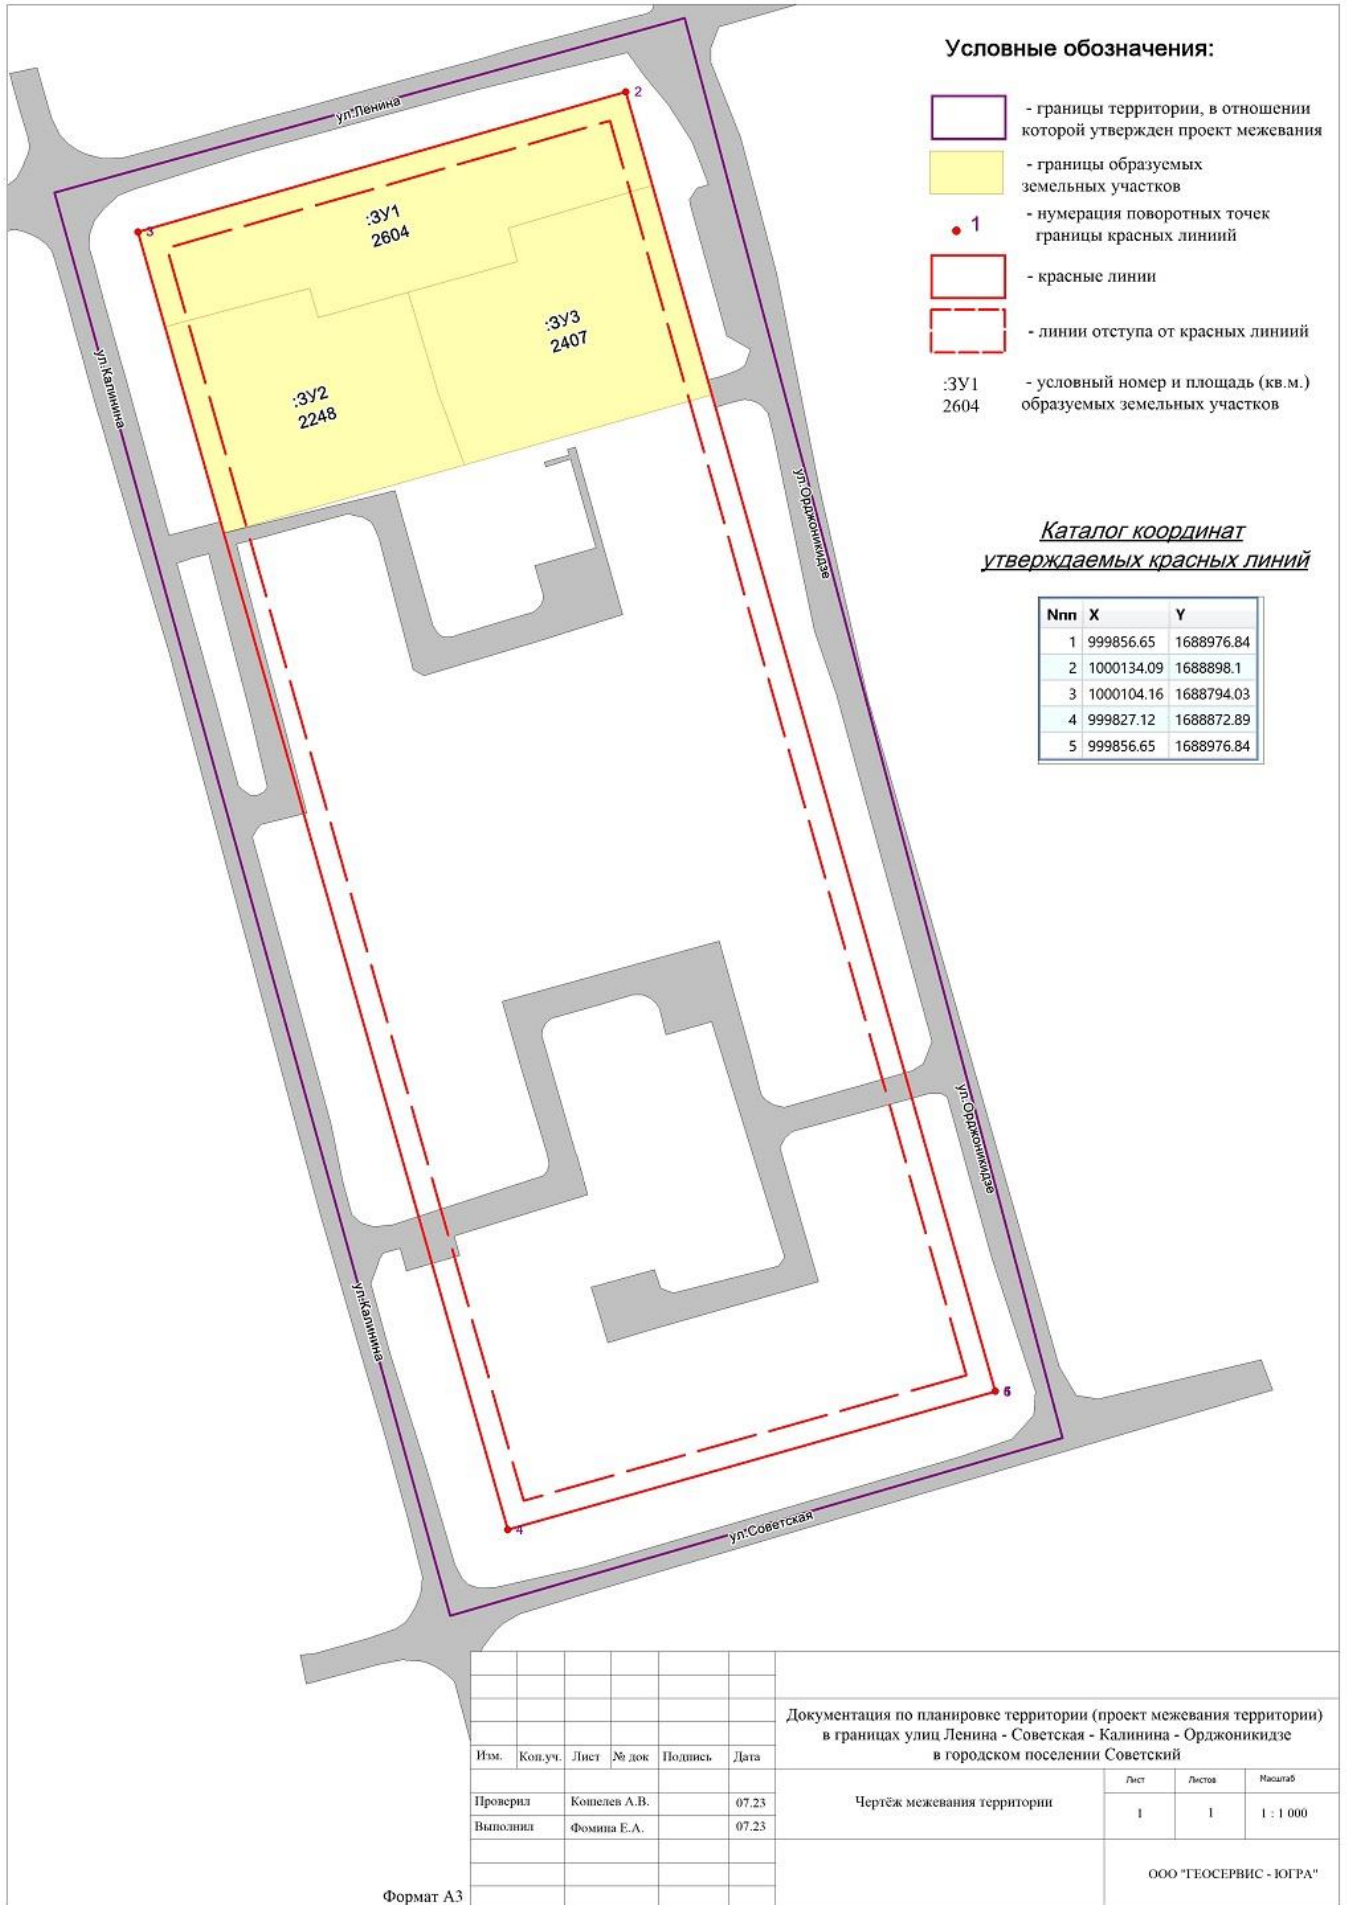 Условные обозначения:
- границы территории, в отношении
которой утвержден проект межевания
- границы образуемых
земельных участков
1
- нумерация поворотных точек
границы красных линиий
- красные линии
- линии отступа от красных линиий
:ЗУ1
2604
- условный номер и площадь (кв.м.)
образуемых земельных участков
ул.Ленина
2
3
:ЗУ1
2604
:ЗУ3
2407
:ЗУ2
2248
ул.Калинина
ул.Орджоникидзе
Каталог координат
утверждаемых красных линий
Nпп X Y
1 999856.65 1688976.84
2 1000134.09 1688898.1
3 1000104.16 1688794.03
4 999827.12 1688872.89
5 999856.65 1688976.84
ул.Орджоникидзе
ул.Калинина
4
ул.Советская
Документация по планировке территории (проект межевания территории)
в границах улиц Ленина - Советская - Калинина - Орджоникидзе
в городском поселении Советский
Изм. Кол.уч. Лист № док Подпись Дата
Чертёж межевания территории
Лист Листов Масштаб
1 1 1 : 1 000
Проверил Кошелев А.В. 07.23
Выполнил Фомина Е.А. 07.23
ООО "ГЕОСЕРВИС - ЮГРА"
Формат А3